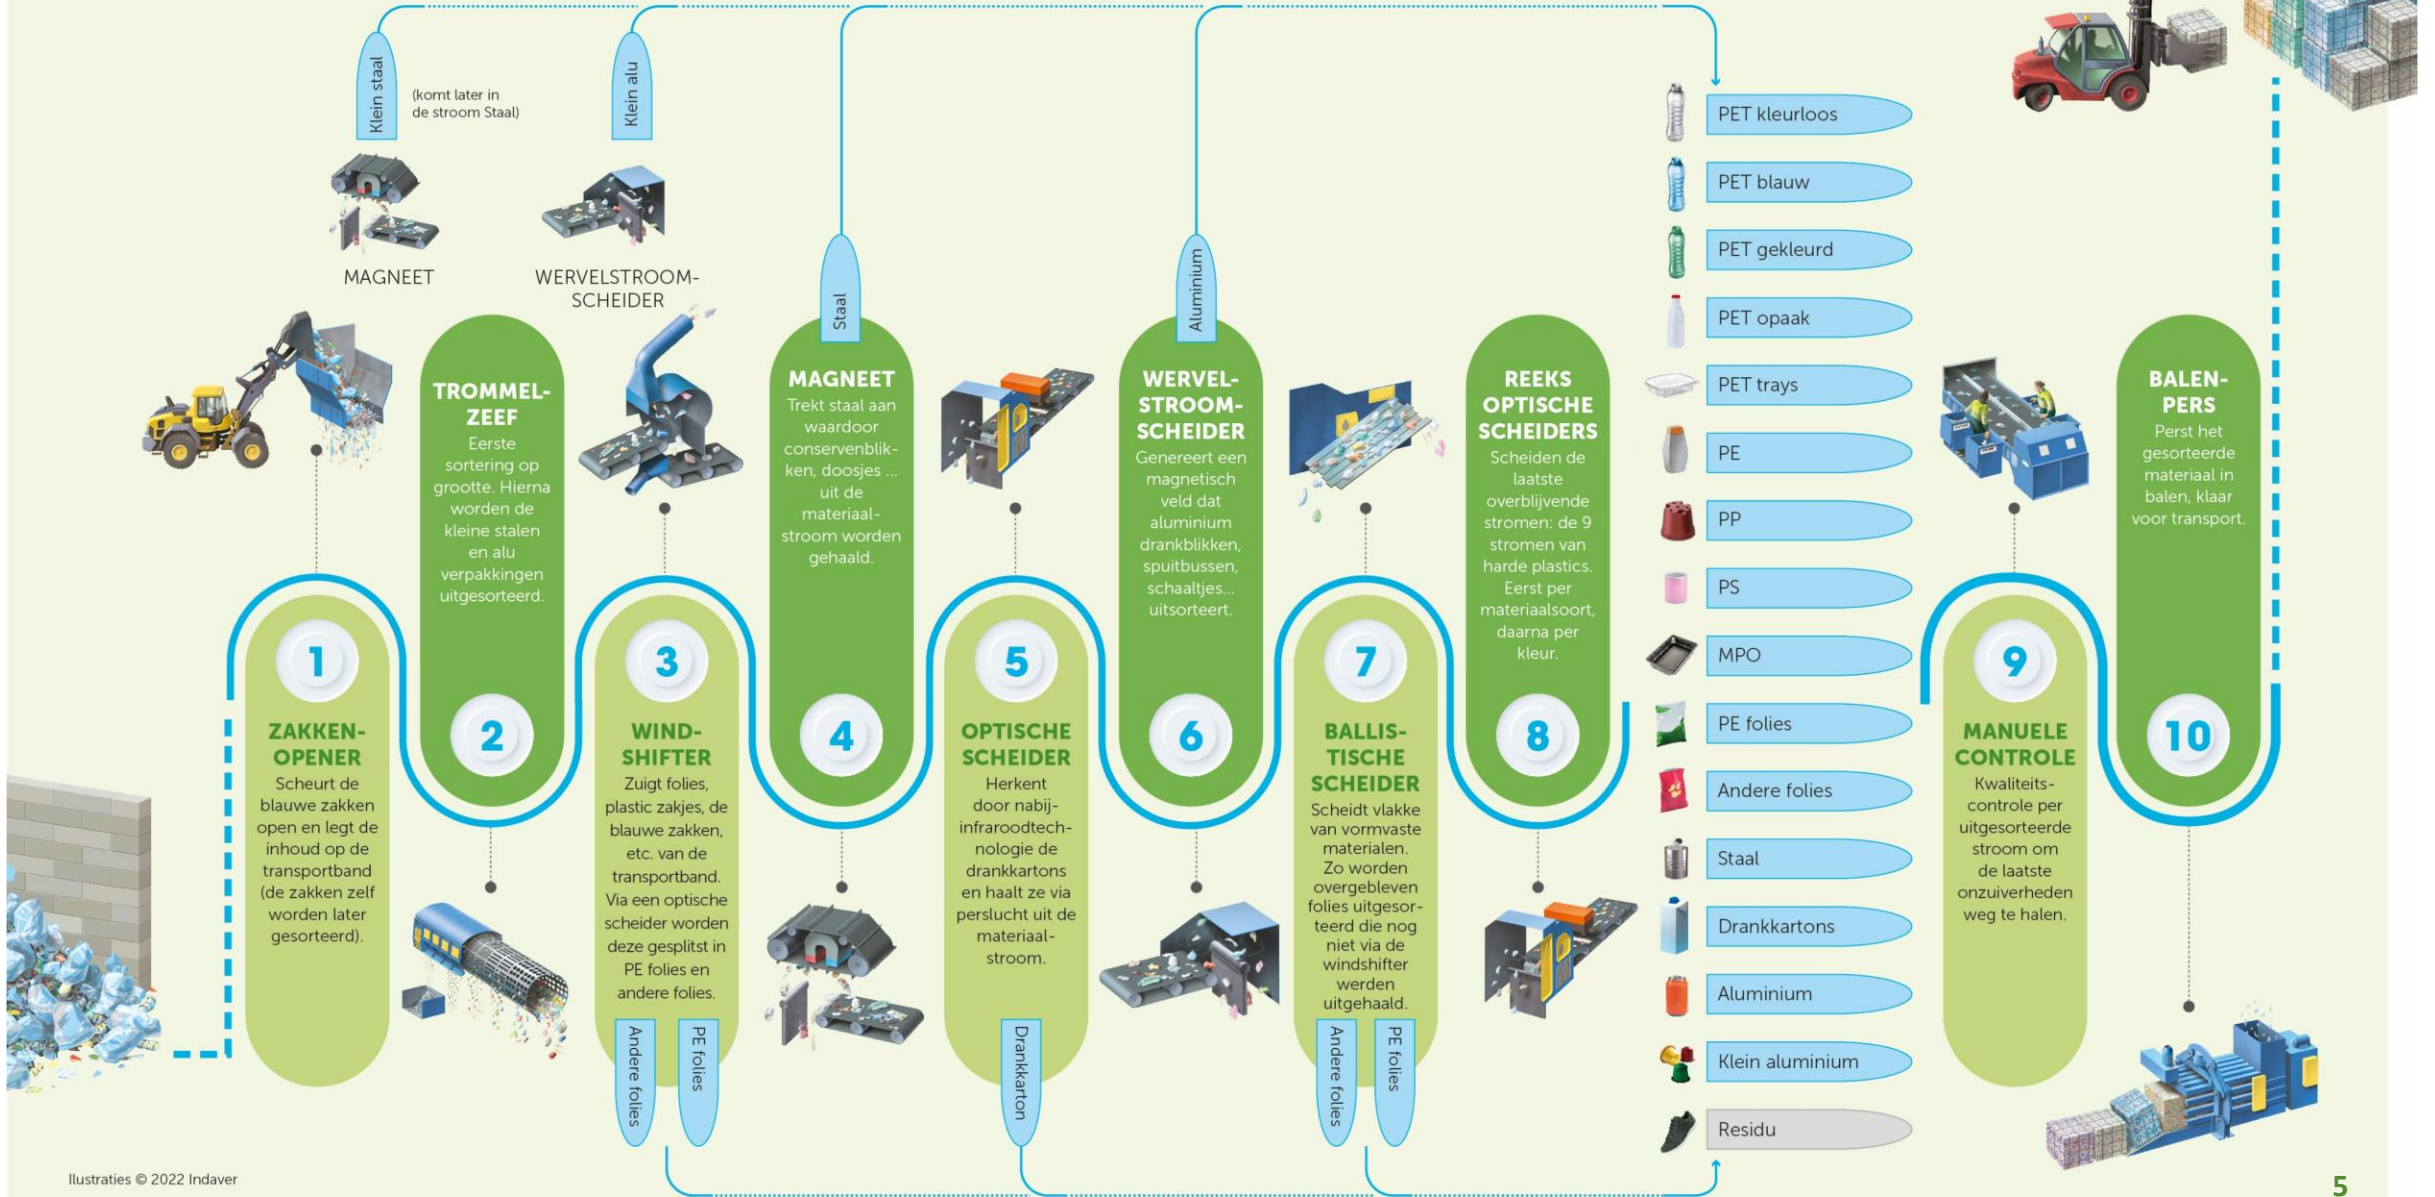 Klein staal
(komt later in
de stroom Staal)
MAGNEET
Klein alu
WERVELSTROOM-
SCHEIDER
1
ZAKKEN-
OPENER
Scheurt de
blauwe zakken
open en legt de
inhoud op de
transportband
(de zakken zelf
worden later
gesorteerd).
TROMMEL-
ZEEF
Eerste
sortering op
grootte. Hierna
worden de
kleine stalen
en alu
verpakkingen
uitgesorteerd.
2
3
WIND-
SHIFTER
Zuigt folies,
plastic zakjes, de
blauwe zakken,
etc. van de
transportband.
Via een optische
scheider worden
deze gesplitst in
PE folies en
andere folies.
Andere folies
PE folies
Staal
MAGNEET
Trekt staal aan
waardoor
conservenblik-
ken, doosjes ...
uit de
materiaal-
stroom worden
gehaald.
4
5
OPTISCHE
SCHEIDER
Herkent
door nabij-
infraroodtech-
nologie de
drankkartons
en haalt ze via
perslucht uit de
materiaal-
stroom.
Drankkarton
Aluminium
WERVEL-
STROOM-
SCHEIDER
Genereert een
magnetisch
veld dat
aluminium
drankblikken,
spuitbussen,
schaaltjes...
uitsorteert.
6
7
BALLIS-
TISCHE
SCHEIDER
Scheidt vlakke
van vormvaste
materialen.
Zo worden
overgebleven
folies uitgesor-
teerd die nog
niet via de
windshifter
werden
uitgehaald.
Andere folies
PE folies
REEKS
OPTISCHE
SCHEIDERS
Scheiden de
laatste
overblijvende
stromen: de 9
stromen van
harde plastics.
Eerst per
materiaalsoort,
daarna per
kleur.
8
PET kleurloos
PET blauw
PET gekleurd
PET opaak
PET trays
PE
PP
PS
MPO
PE folies
Andere folies
Staal
Drankkartons
Aluminium
Klein aluminium
Residu
9
MANUELE
CONTROLE
Kwaliteits-
controle per
uitgesorteerde
stroom om
de laatste
onzuiverheden
weg te halen.
BALEN-
PERS
Perst het
gesorteerde
materiaal in
balen, klaar
voor transport.
10
Ilustraties © 2022 Indaver
5